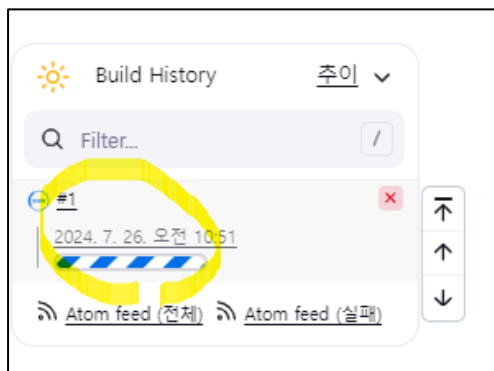 Build History 추이
Filter...
/
#1
2024. 7. 26. 오전 10:51
Atom feed (전체) Atom feed (실패)